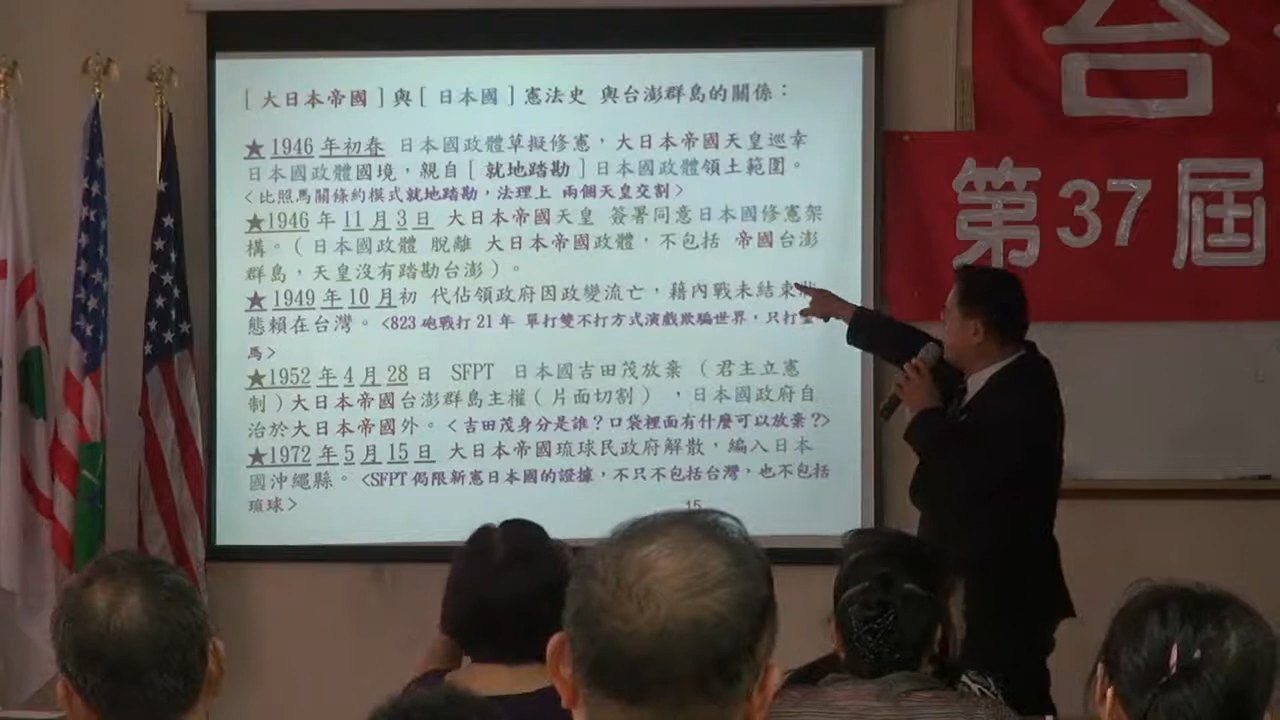 [ 大日本帝國 ] 與 [ 日本國 ] 憲法史 與台澎群島的關係：
★1946 年初春 日本國政體草擬修憲，大日本帝國天皇巡幸
日本國政體國境，親自 [ 就地踏勘 ] 日本國政體領土範圍。
<比照馬關條約模式就地踏勘，法理上 兩個天皇交割>
★1946 年 11 月 3 日 大日本帝國天皇 簽署同意日本國修憲架
構。（日本國政體 脫離 大日本帝國政體，不包括 帝國台澎
群島，天皇沒有踏勘台澎）。
★1949 年 10 月初 代佔領政府因政變流亡，藉內戰未結束
態賴在台灣。<823 砲戰打 21 年 單打雙不打方式演戲欺騙世界，只打
馬>
★1952 年 4 月 28 日 SFPT 日本國吉田茂放棄 （君主立憲
制）大日本帝國台澎群島主權（片面切割） ，日本國政府自
治於大日本帝國外。<吉田茂身分是誰？口袋裡面有什麼可以放棄？>
★1972 年 5 月 15 日 大日本帝國琉球民政府解散，編入日本
國沖繩縣。<SFPT 侷限新憲日本國的證據，不只不包括台灣，也不包括
琉球>
15
台
第37屆